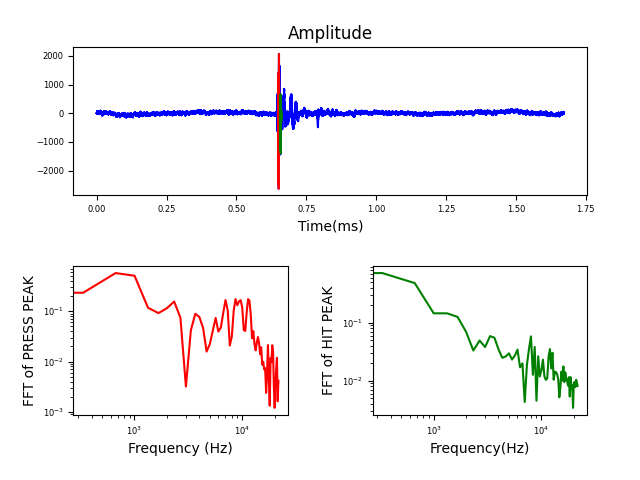 Amplitude
2000
1000
0
−1000
−2000
0.00 0.25 0.50 0.75 1.00 1.25 1.50 1.75
Time(ms)
FFT of PRESS PEAK
10⁻¹
10⁻²
10⁻³
10³ 10⁴
Frequency (Hz)
FFT of HIT PEAK
10⁻¹
10⁻²
10³ 10⁴
Frequency(Hz)